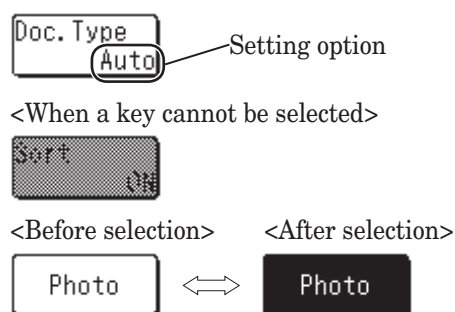 Doc. Type
Auto
Setting option
<When a key cannot be selected>
Sort
ON
<Before selection> <After selection>
Photo Photo